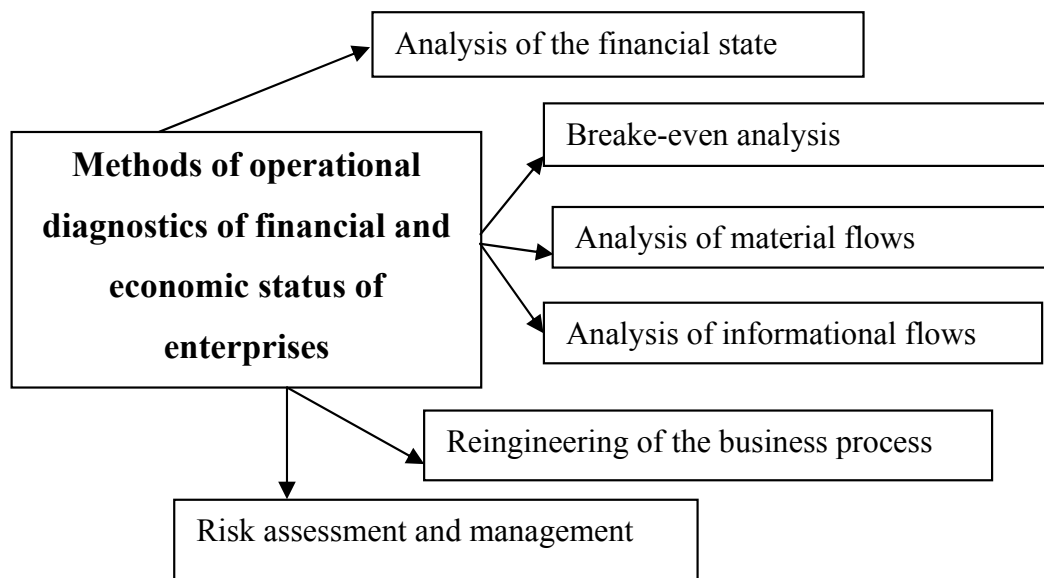 Analysis of the financial state
Breake-even analysis
Methods of operational
diagnostics of financial and
economic status of
enterprises
Analysis of material flows
Analysis of informational flows
Reingineering of the business process
Risk assessment and management